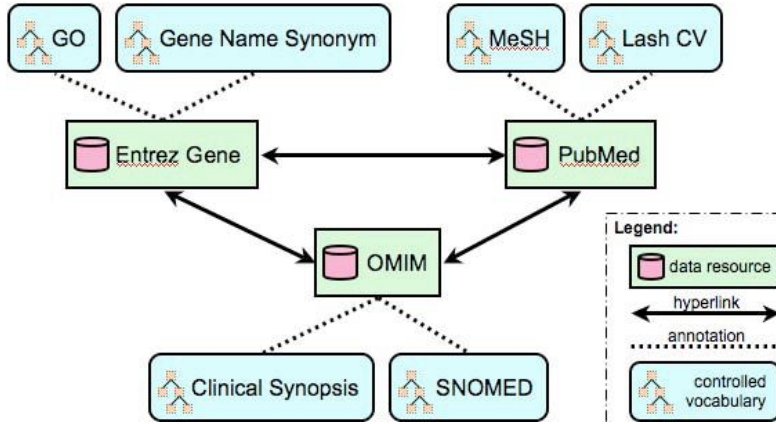 GO
Gene Name Synonym
MeSH
Lash CV
Entrez Gene
PubMed
OMIM
Clinical Synopsis
SNOMED
Legend:
data resource
hyperlink
annotation
controlled
vocabulary